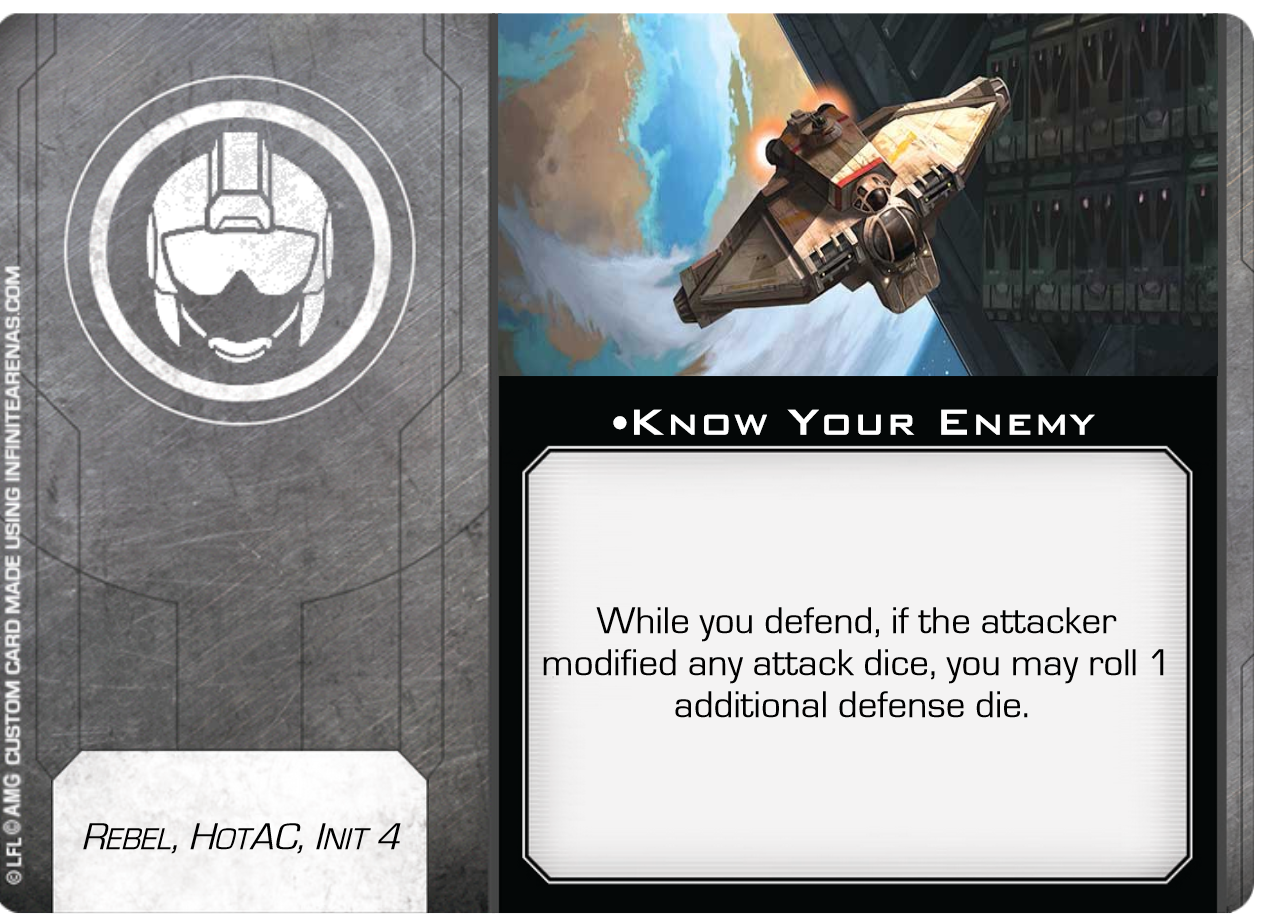 •Know Your Enemy
While you defend, if the attacker
modified any attack dice, you may roll 1
additional defense die.
Rebel, HotAC, Init 4
© LFL © AMG CUSTOM CARD MADE USING INFINITEARENAS.COM